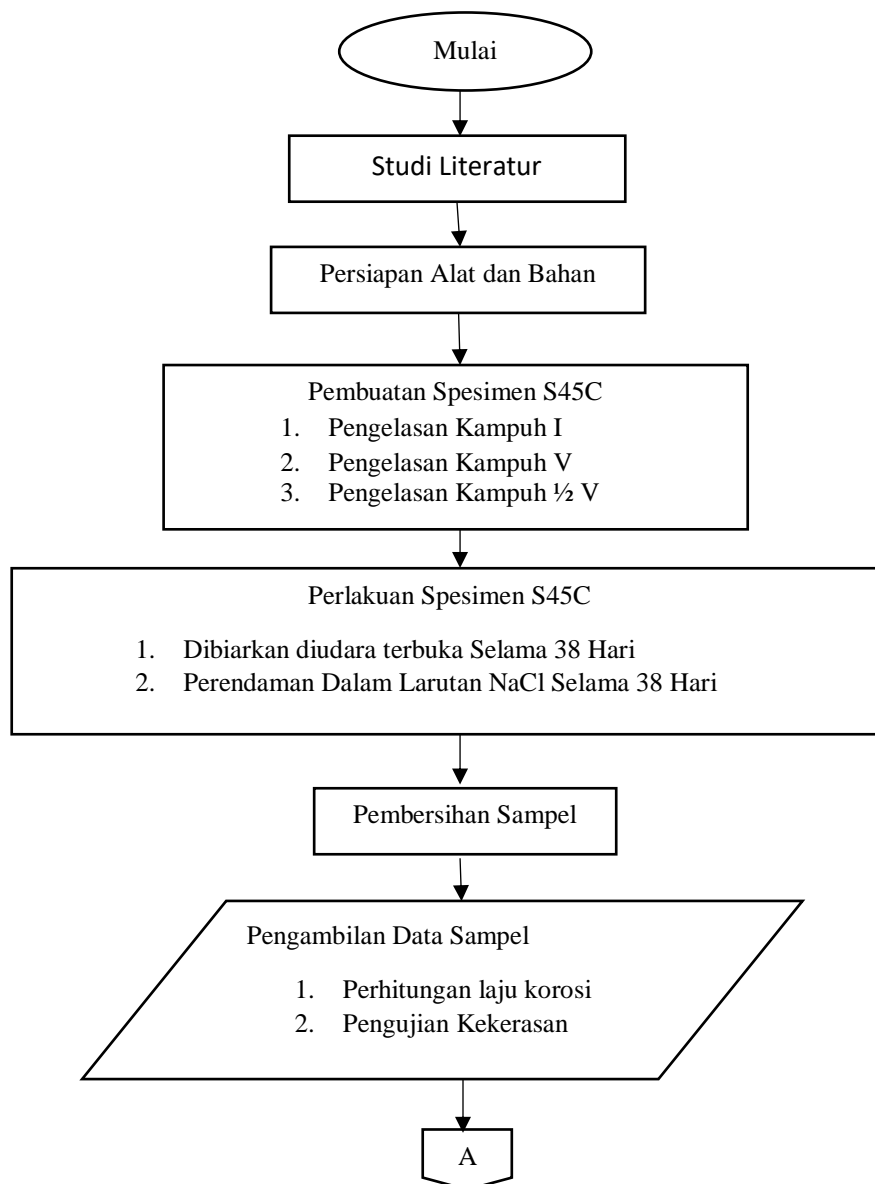 Mulai
Studi Literatur
Persiapan Alat dan Bahan
Pembuatan Spesimen S45C
1. Pengelasan Kampuh I
2. Pengelasan Kampuh V
3. Pengelasan Kampuh ½ V
Perlakuan Spesimen S45C
1. Dibiarkan diudara terbuka Selama 38 Hari
2. Perendaman Dalam Larutan NaCl Selama 38 Hari
Pembersihan Sampel
Pengambilan Data Sampel
1. Perhitungan laju korosi
2. Pengujian Kekerasan
A